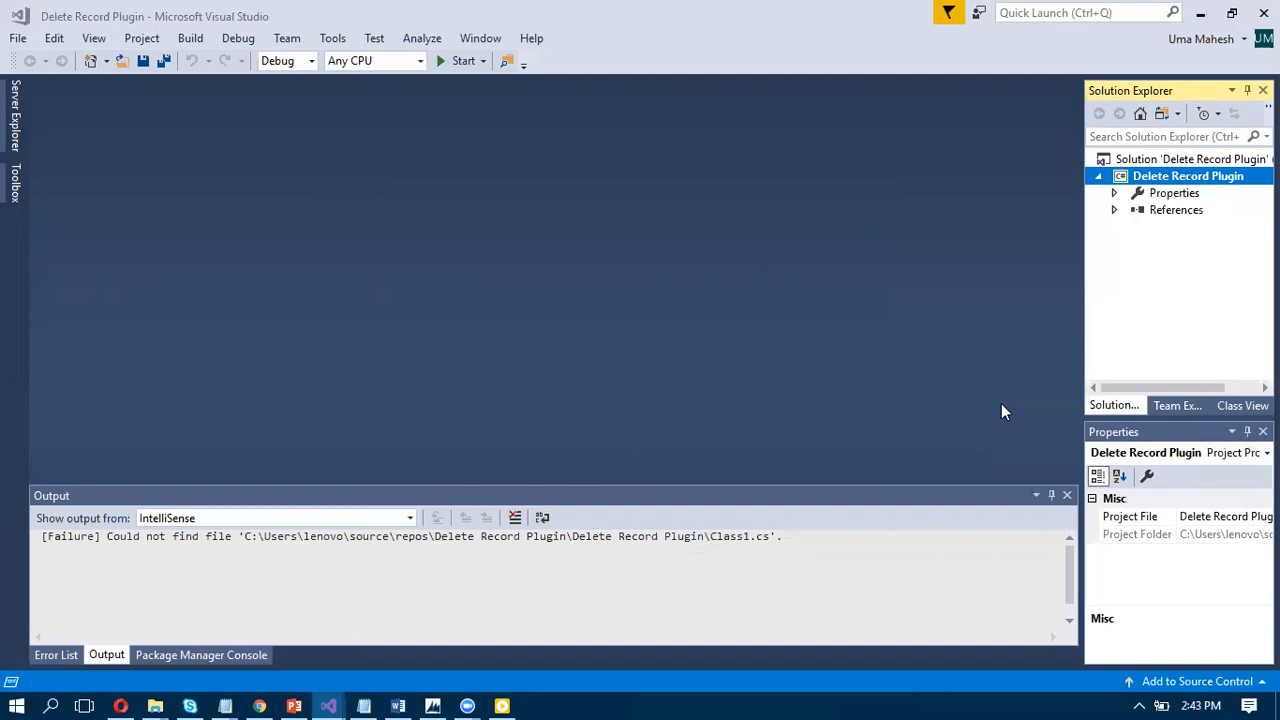 Delete Record Plugin - Microsoft Visual Studio
Quick Launch (Ctrl+Q)
File Edit View Project Build Debug Team Tools Test Analyze Window Help
Uma Mahesh UM
Debug Any CPU Start
Server Explorer
Toolbox
Solution Explorer
Search Solution Explorer (Ctrl+
Solution 'Delete Record Plugin' (
Delete Record Plugin
Properties
References
Solution... Team Ex... Class View
Properties
Delete Record Plugin Project Prc
Misc
Project File Delete Record Plug
Project Folder C:\Users\lenovo\sc
Misc
Output
Show output from: IntelliSense
[Failure] Could not find file 'C:\Users\lenovo\source\repos\Delete Record Plugin\Delete Record Plugin\Class1.cs'.
Error List Output Package Manager Console
Add to Source Control
2:43 PM